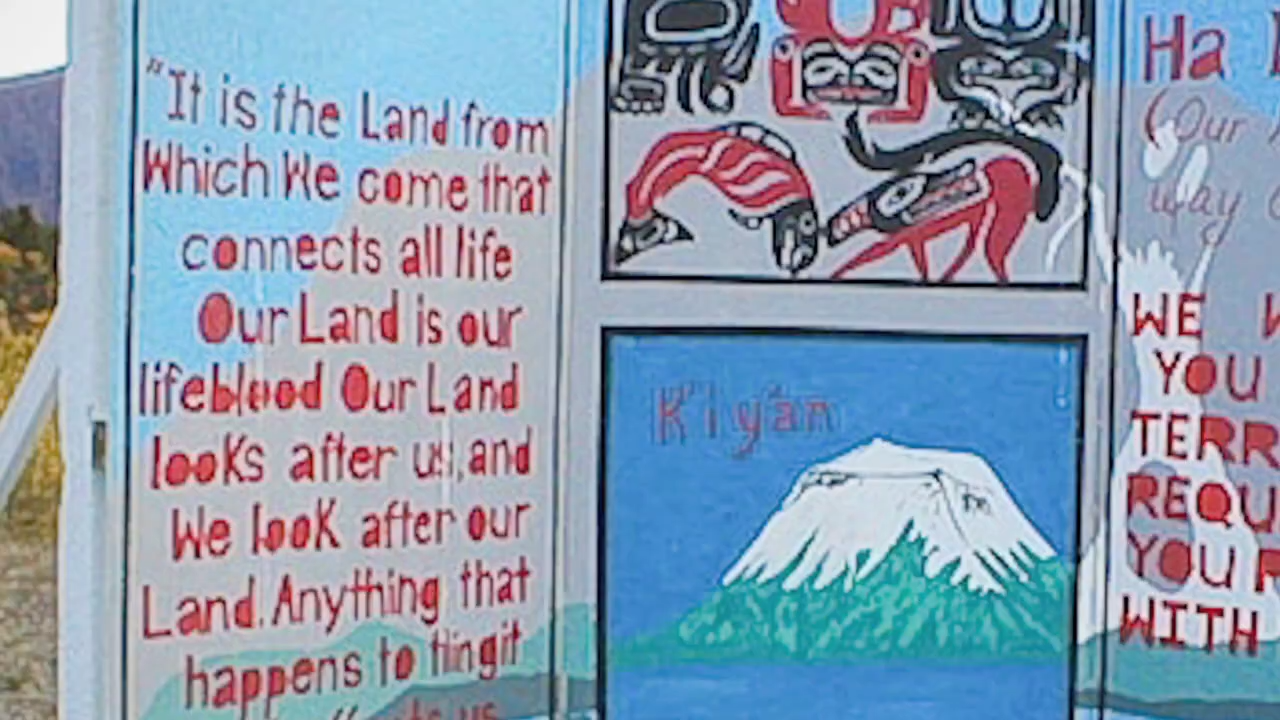 "It is the Land from
Which We come that
connects all life
Our Land is our
lifeblood Our Land
looks after us, and
We look after our
Land. Anything that
happens to tlingit
us
K'iyán
Ha
(Our
way
WE
YOU
TERR
REQU
YOU R
WITH